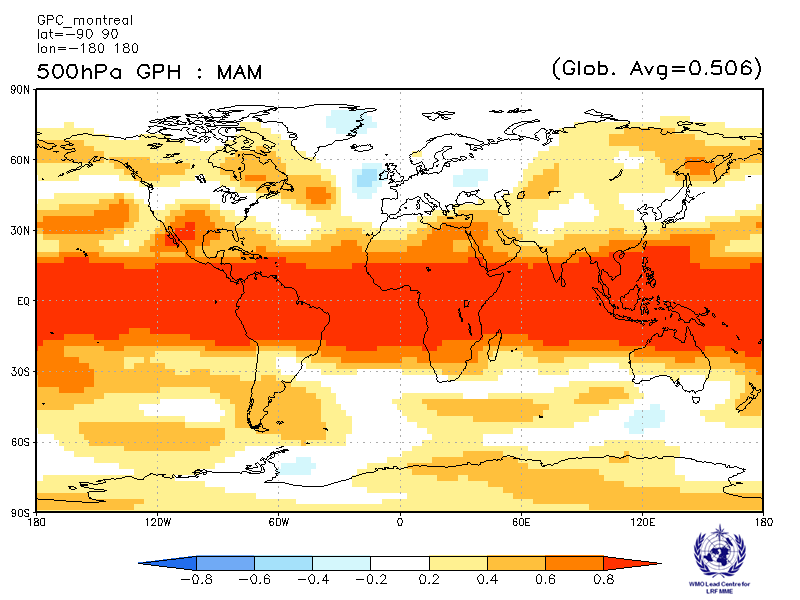 GPC_montreal
lat=-90 90
lon=-180 180
500hPa GPH : MAM
(Glob. Avg=0.506)
90N
60N
30N
EQ
30S
60S
90S
180 120W 60W 0 60E 120E 180
-0.8 -0.6 -0.4 -0.2 0.2 0.4 0.6 0.8
WMO Lead Centre for
LRF MME